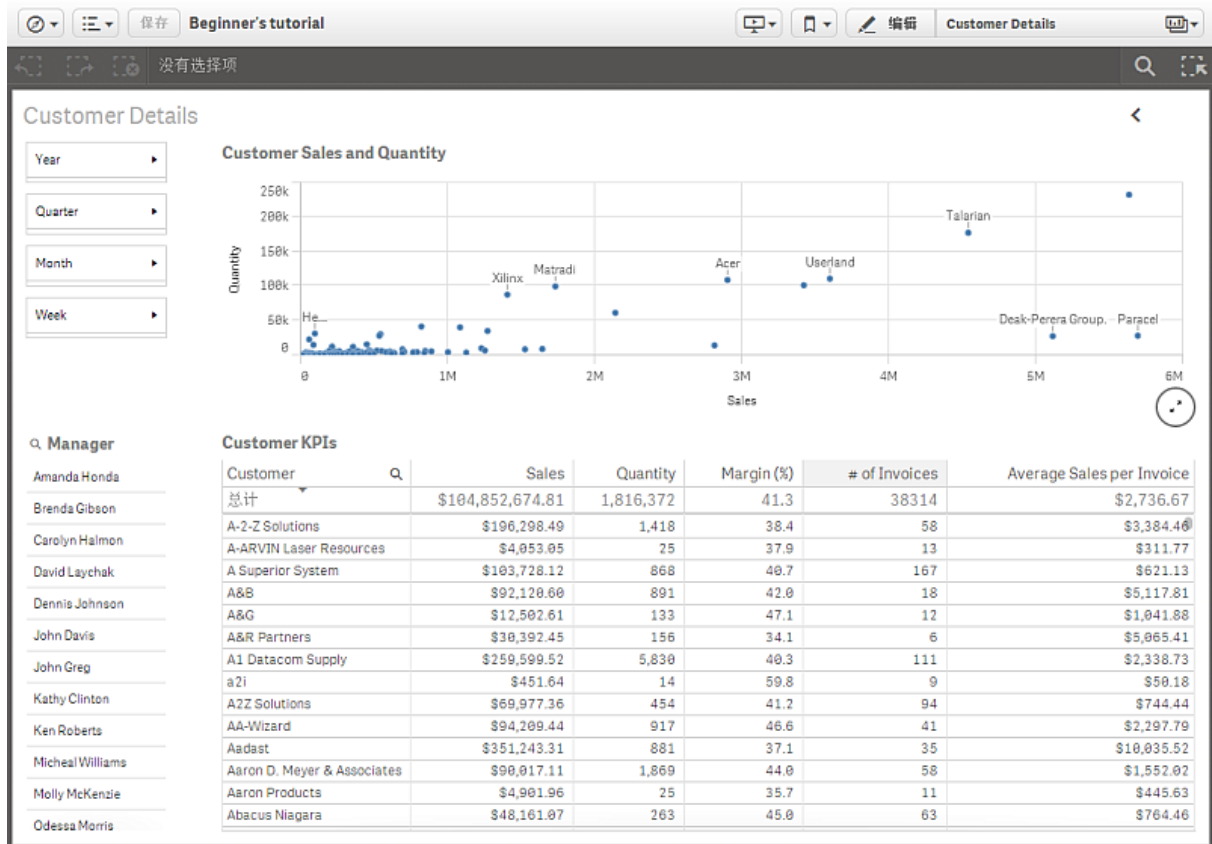 保存 Beginner's tutorial 编辑 Customer Details
没有选择项
Customer Details
Year
Quarter
Month
Week
Customer Sales and Quantity
Quantity
250k
200k
150k
100k
50k
0
Talarian
Acer
Userland
Matradi
Xilinx
He...
Deak-Perera Group.
Paracel
0 1M 2M 3M 4M 5M 6M
Sales
Manager
Amanda Honda
Brenda Gibson
Carolyn Halmon
David Laychak
Dennis Johnson
John Davis
John Greg
Kathy Clinton
Ken Roberts
Micheal Williams
Molly McKenzie
Odessa Morris
Customer KPIs
Customer Sales Quantity Margin (%) # of Invoices Average Sales per Invoice
总计 $104,852,674.81 1,816,372 41.3 38314 $2,736.67
A-2-Z Solutions $196,298.49 1,418 38.4 58 $3,384.46
A-ARVIN Laser Resources $4,053.05 25 37.9 13 $311.77
A Superior System $103,728.12 868 40.7 167 $621.13
A&B $92,120.60 891 42.0 18 $5,117.81
A&G $12,502.61 133 47.1 12 $1,041.88
A&R Partners $30,392.45 156 34.1 6 $5,065.41
A1 Datacom Supply $259,599.52 5,830 40.3 111 $2,338.73
a2i $451.64 14 59.8 9 $50.18
A2Z Solutions $69,977.36 454 41.2 94 $744.44
AA-Wizard $94,209.44 917 46.6 41 $2,297.79
Aadast $351,243.31 881 37.1 35 $10,035.52
Aaron D. Meyer & Associates $90,017.11 1,869 44.0 58 $1,552.02
Aaron Products $4,901.96 25 35.7 11 $445.63
Abacus Niagara $48,161.07 263 45.0 63 $764.46